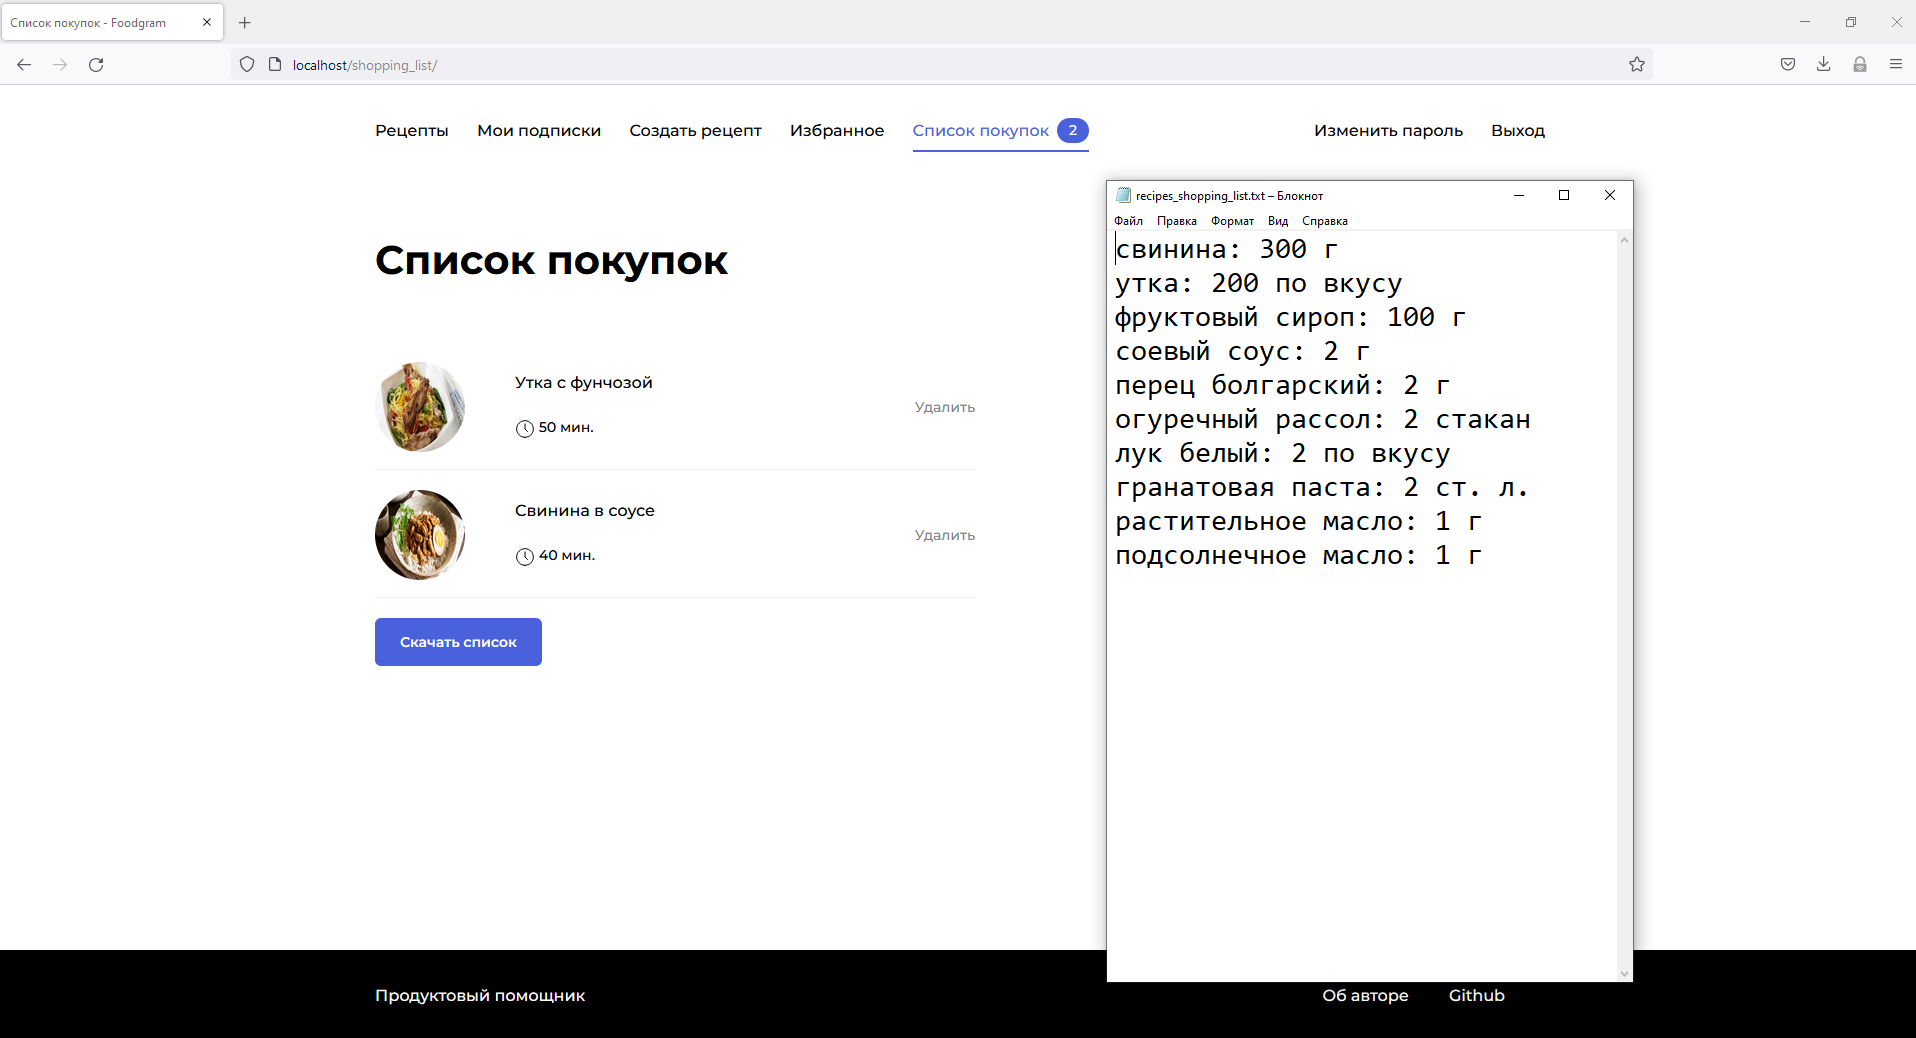 Список покупок - Foodgram
localhost/shopping_list/
Рецепты Мои подписки Создать рецепт Избранное Список покупок 2 Изменить пароль Выход
Список покупок
Утка с фунчозой
50 мин.
Удалить
Свинина в соусе
40 мин.
Удалить
Скачать список
recipes_shopping_list.txt – Блокнот
Файл Правка Формат Вид Справка
свинина: 300 г
утка: 200 по вкусу
фруктовый сироп: 100 г
соевый соус: 2 г
перец болгарский: 2 г
огуречный рассол: 2 стакан
лук белый: 2 по вкусу
гранатовая паста: 2 ст. л.
растительное масло: 1 г
подсолнечное масло: 1 г
Продуктовый помощник Об авторе Github